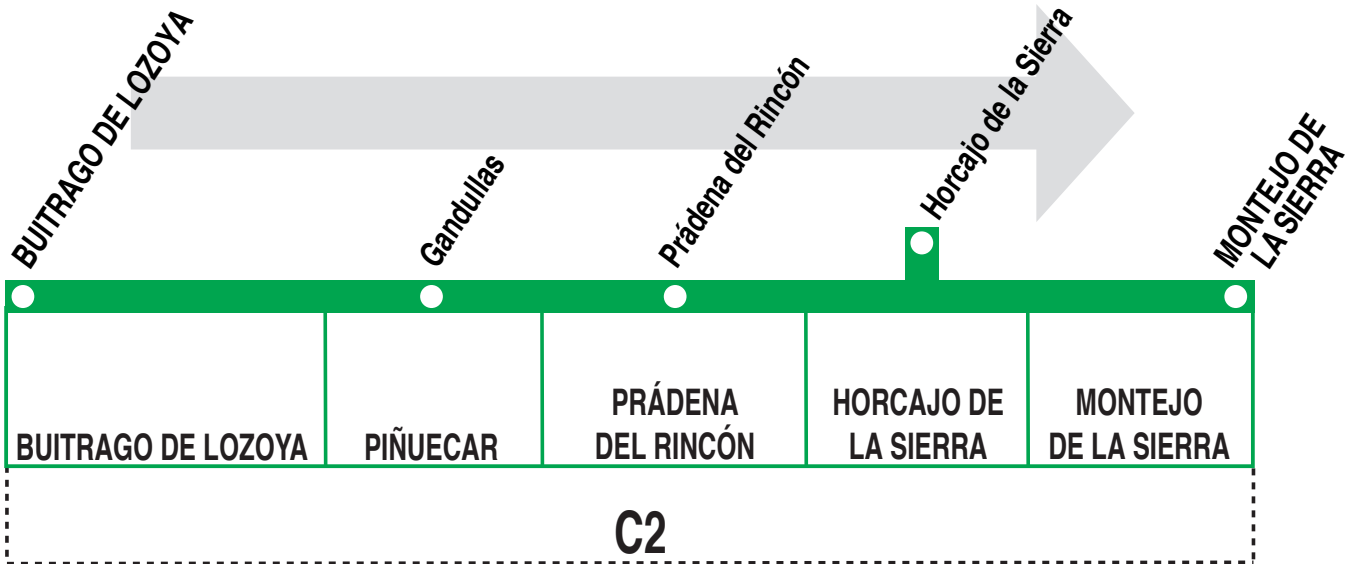 BUITRAGO DE LOZOYA
Gandullas
Prádena del Rincón
Horcajo de la Sierra
MONTEJO DE
LA SIERRA
BUITRAGO DE LOZOYA
PIÑUECAR
PRÁDENA
DEL RINCÓN
HORCAJO DE
LA SIERRA
MONTEJO
DE LA SIERRA
C2